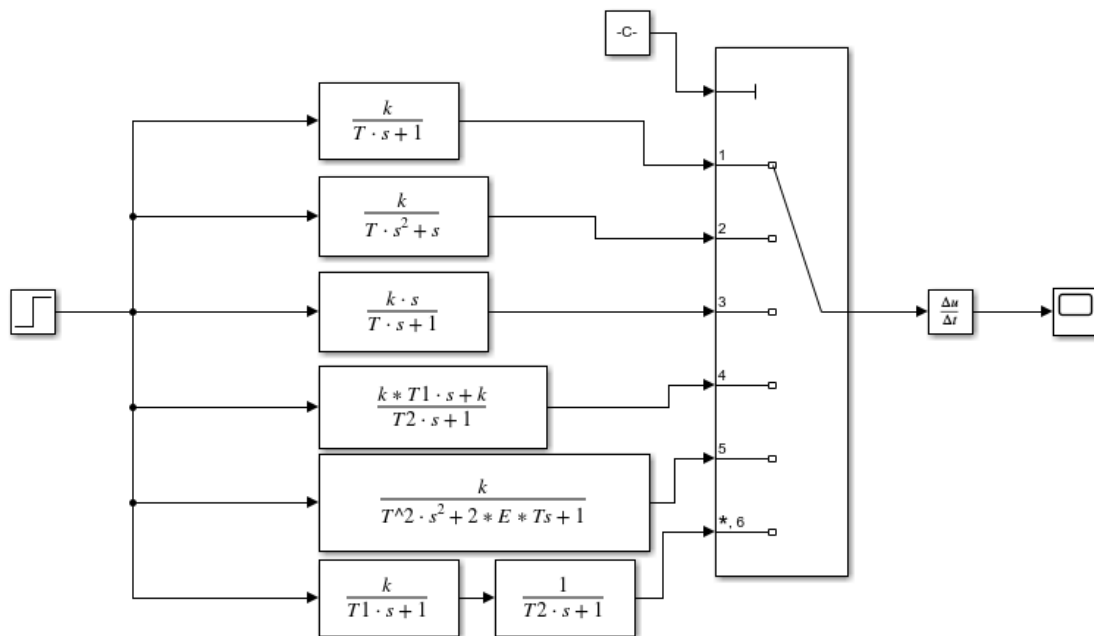 -C-
k
T · s + 1
1
k
T · s² + s
2
k · s
T · s + 1
3
Δu
Δt
k * T1 · s + k
T2 · s + 1
4
k
T^2 · s² + 2 * E * Ts + 1
5
*, 6
k
T1 · s + 1
1
T2 · s + 1